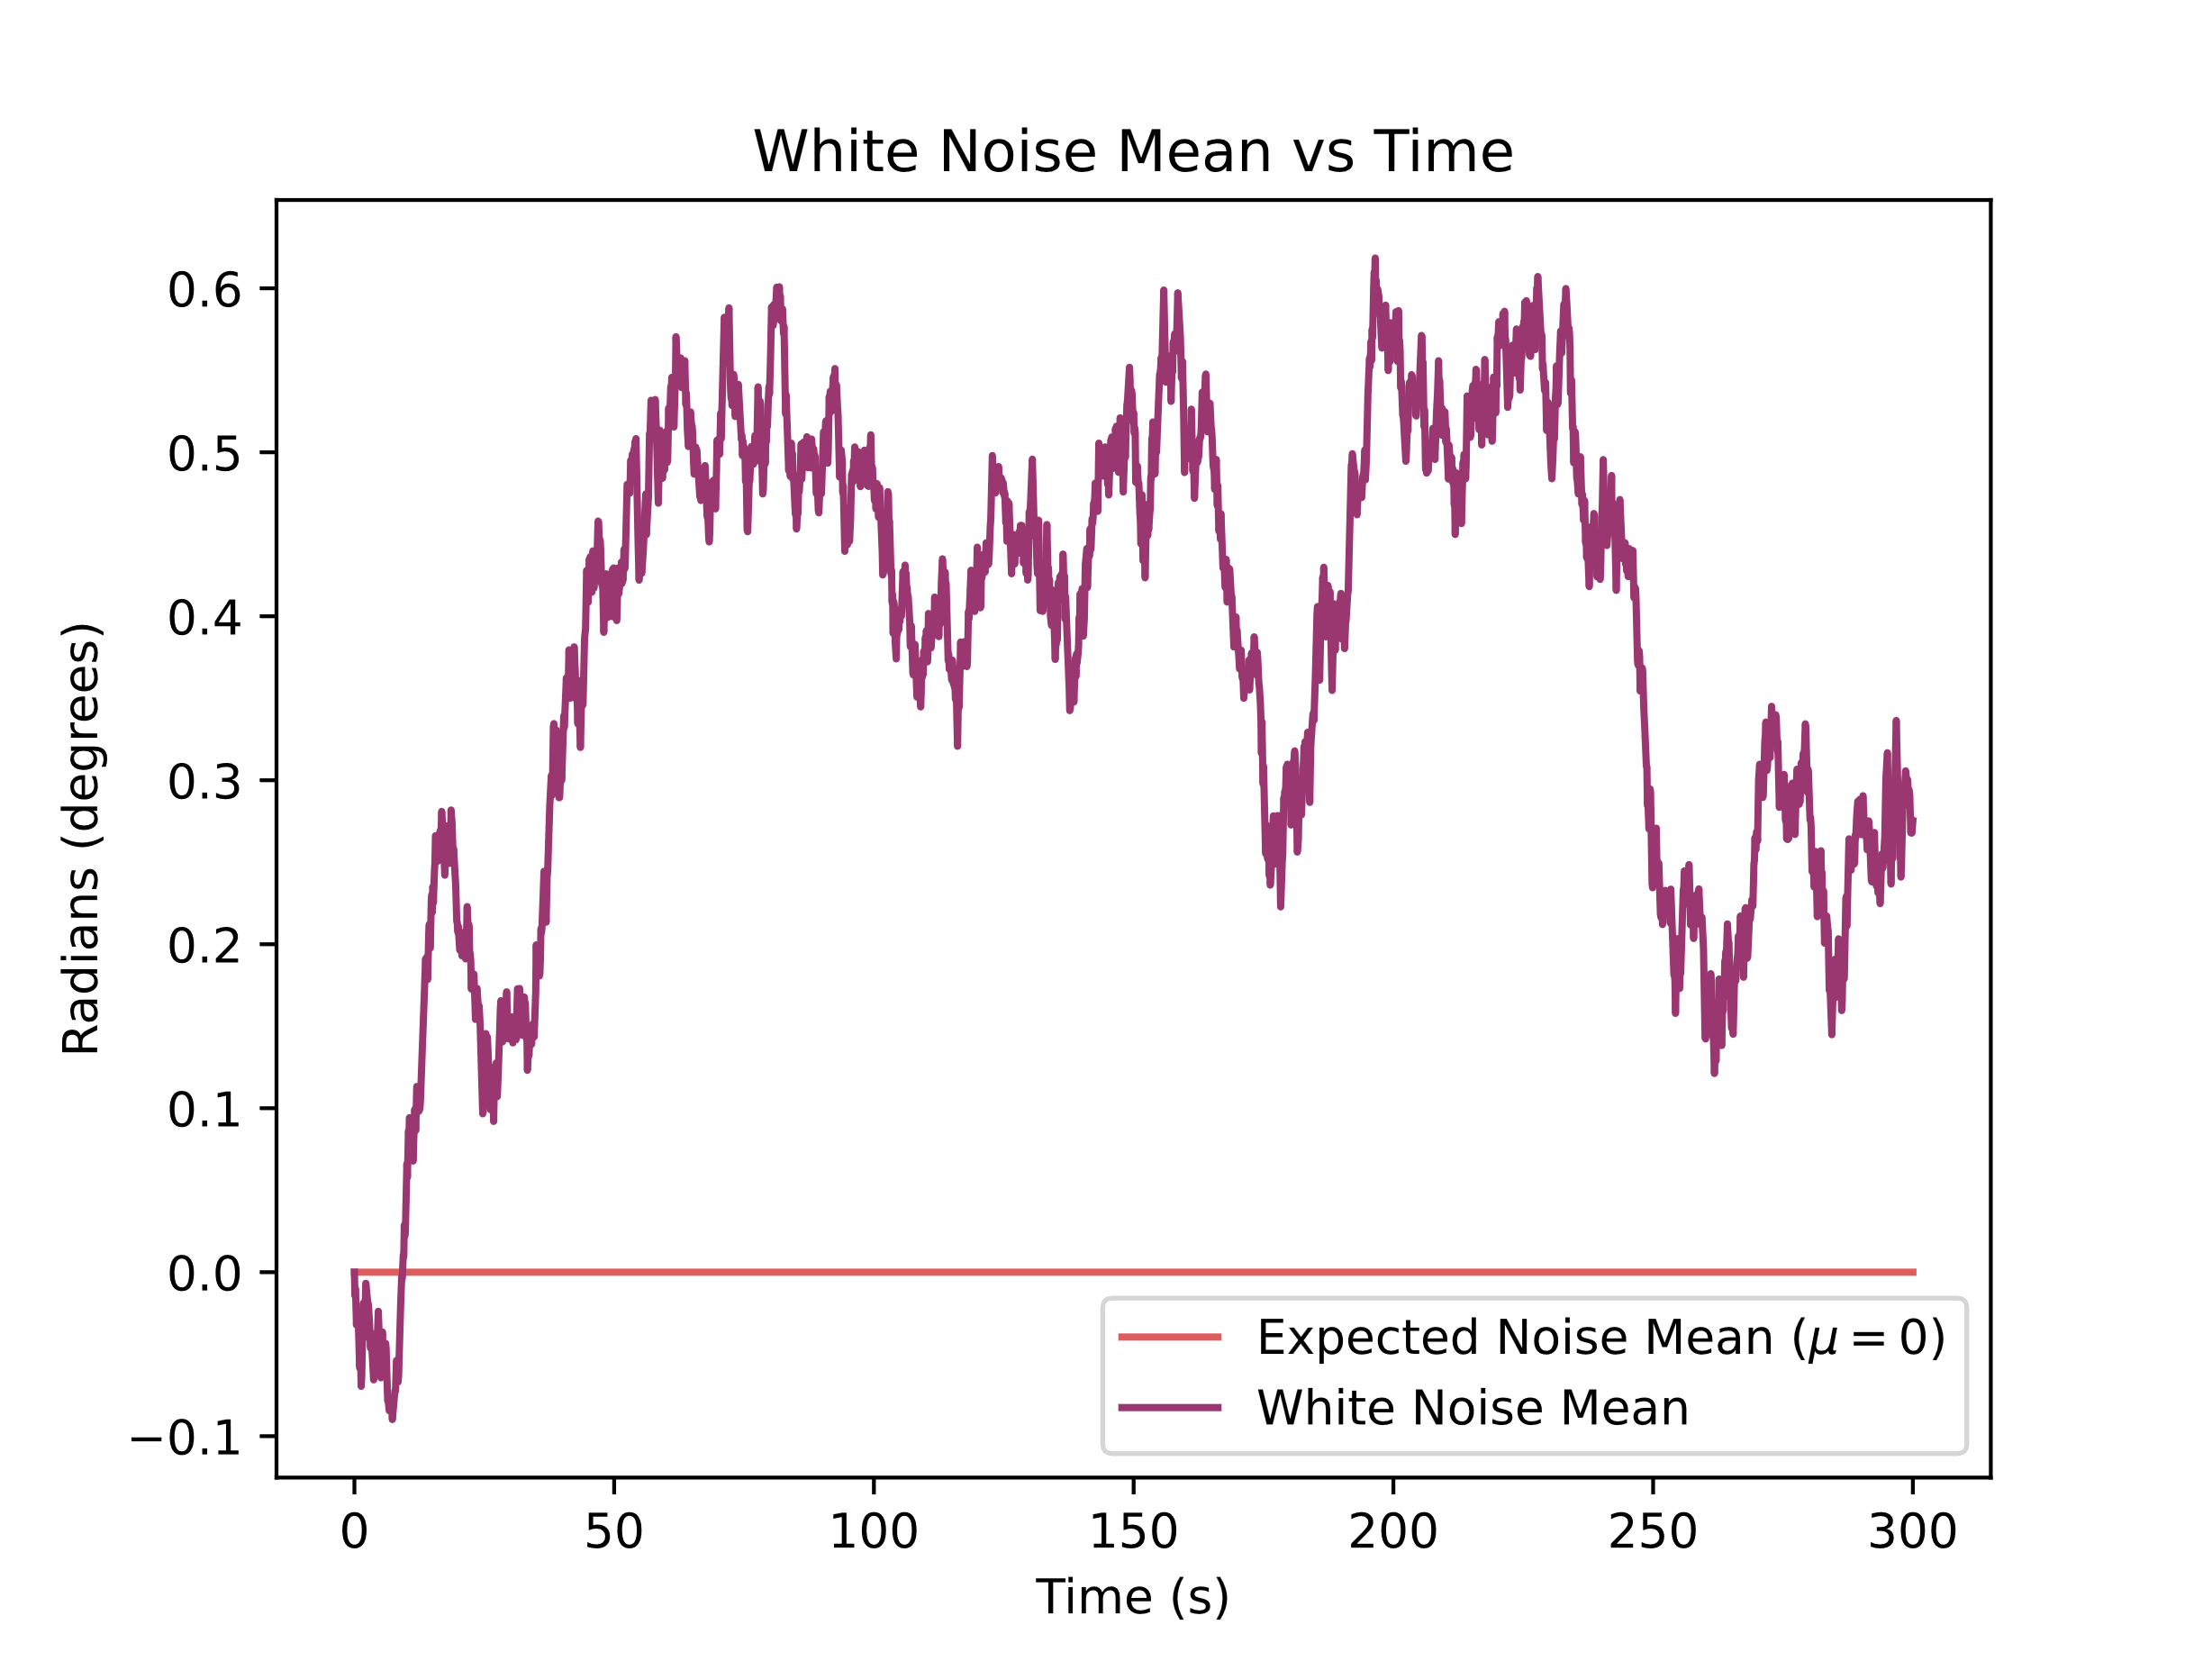 White Noise Mean vs Time
Radians (degrees)
0.6
0.5
0.4
0.3
0.2
0.1
0.0
−0.1
Expected Noise Mean (μ = 0)
White Noise Mean
0 50 100 150 200 250 300
Time (s)